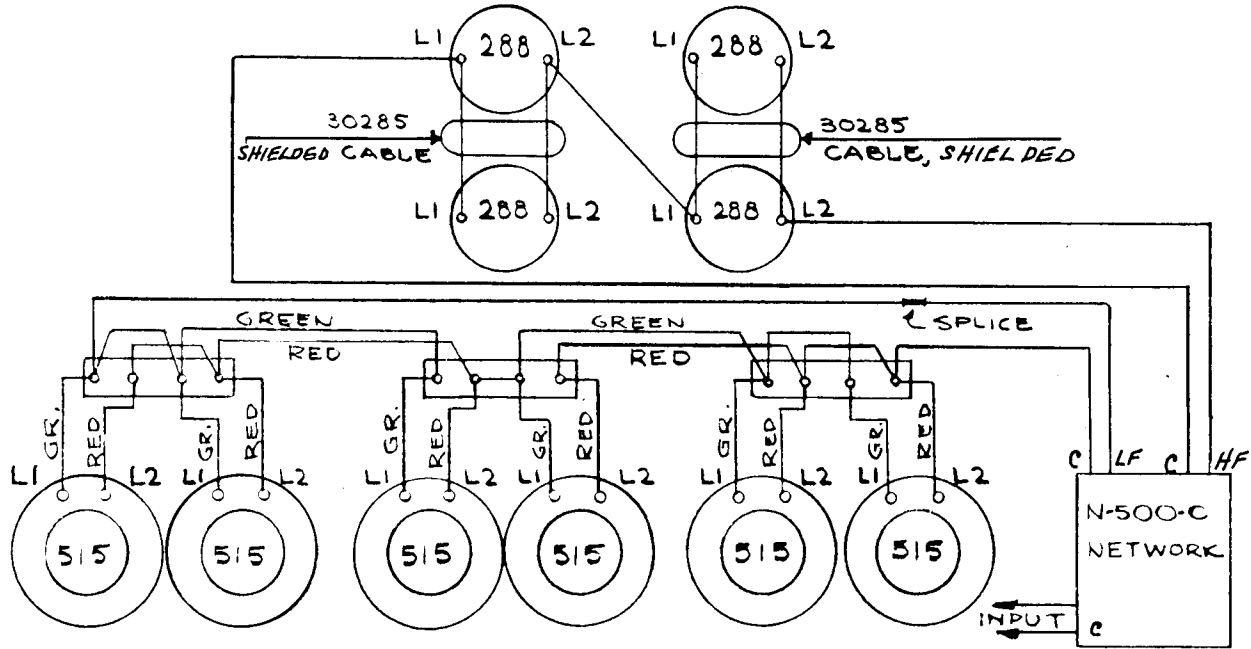 L1 288 L2 L1 288 L2
30285
SHIELDED CABLE
30285
CABLE, SHIELDED
L1 288 L2 L1 288 L2
GREEN GREEN SPLICE
RED RED
GR. RED GR. RED GR. RED GR. RED GR. RED GR. RED
C LF C HF
L1 L2 L1 L2 L1 L2 L1 L2 L1 L2 L1 L2
515 515 515 515 515 515
N-500-C
NETWORK
INPUT C